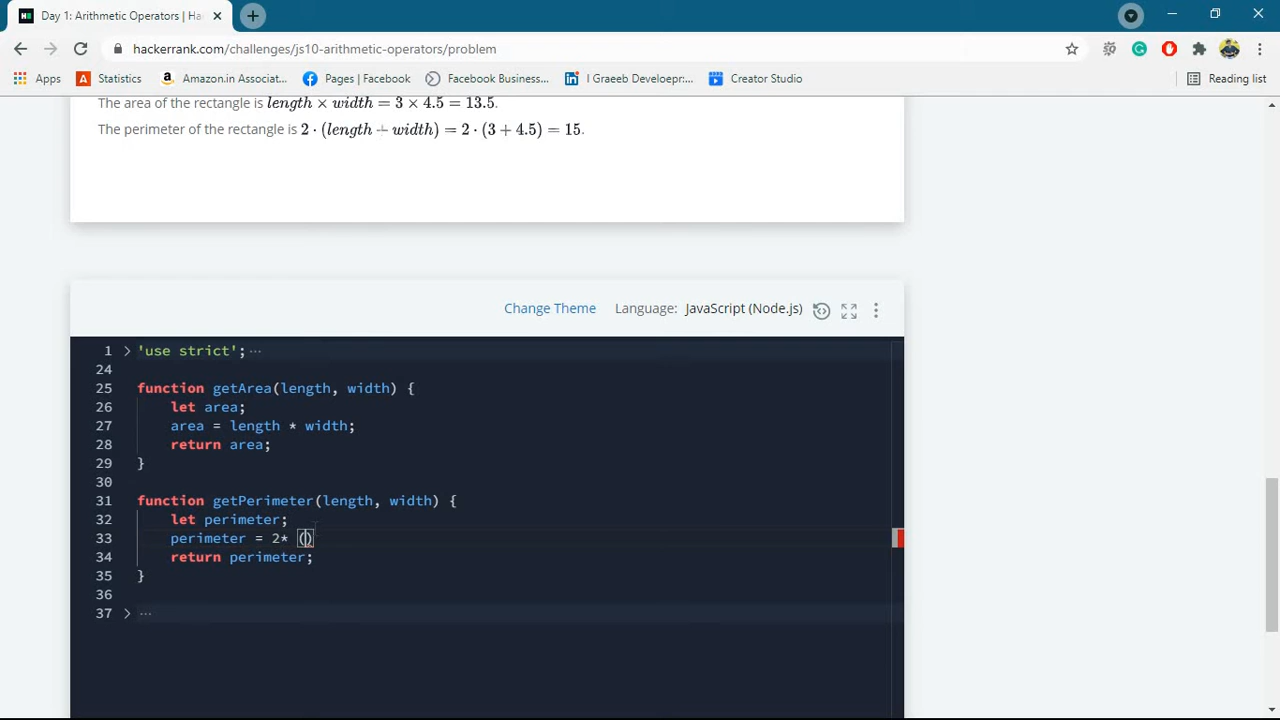 Day 1: Arithmetic Operators | Ha
hackerrank.com/challenges/js10-arithmetic-operators/problem
Apps
Statistics
Amazon.in Associat...
Pages | Facebook
Facebook Business...
I Graeeb Develoepr:...
Creator Studio
Reading list
The area of the rectangle is length × width = 3 × 4.5 = 13.5.
The perimeter of the rectangle is 2 · (length + width) = 2 · (3 + 4.5) = 15.
Change Theme Language: JavaScript (Node.js)
1 > 'use strict'; ...
24
25 function getArea(length, width) {
26 let area;
27 area = length * width;
28 return area;
29 }
30
31 function getPerimeter(length, width) {
32 let perimeter;
33 perimeter = 2* ()
34 return perimeter;
35 }
36
37 > ...